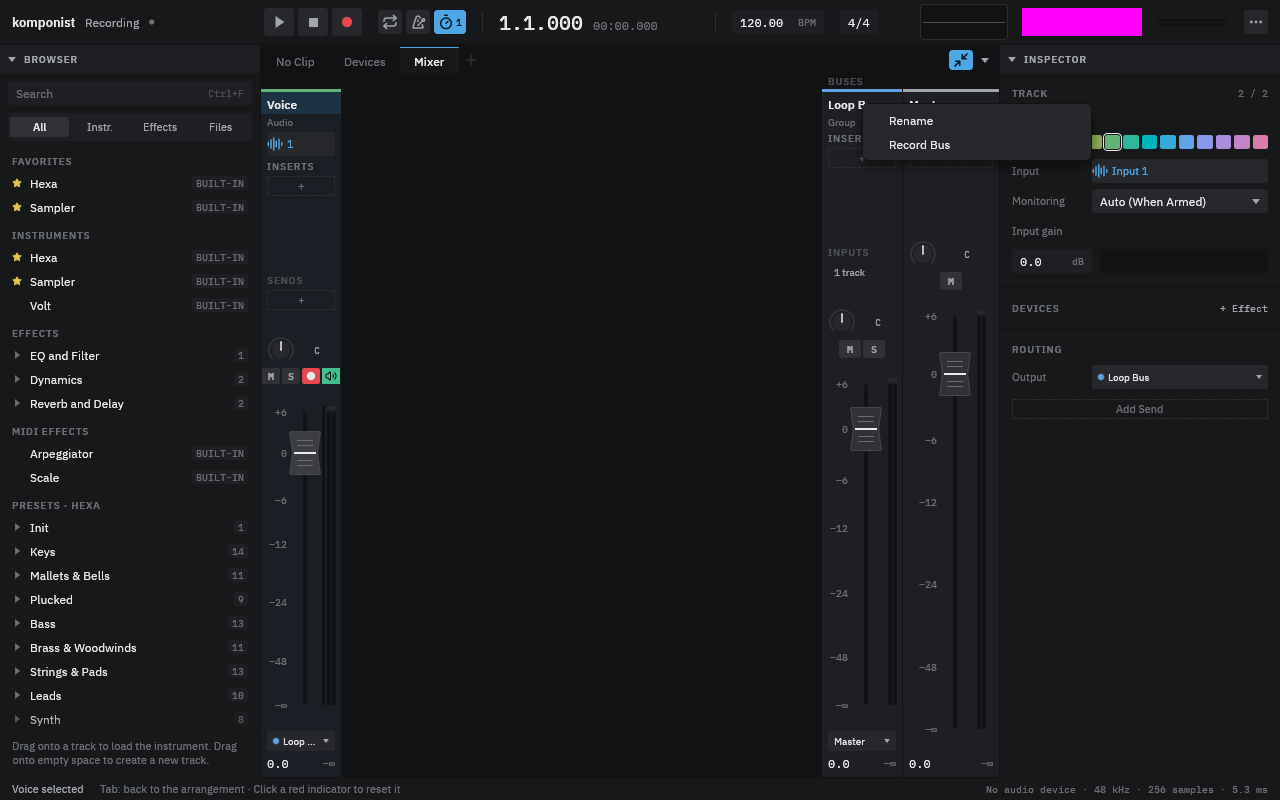 komponist Recording
1
1.1.000 00:00.000
120.00 BPM
4/4
BROWSER
Search Ctrl+F
All Instr. Effects Files
FAVORITES
Hexa BUILT-IN
Sampler BUILT-IN
INSTRUMENTS
Hexa BUILT-IN
Sampler BUILT-IN
Volt BUILT-IN
EFFECTS
EQ and Filter 1
Dynamics 2
Reverb and Delay 2
MIDI EFFECTS
Arpeggiator BUILT-IN
Scale BUILT-IN
PRESETS · HEXA
Init 1
Keys 14
Mallets & Bells 11
Plucked 9
Bass 13
Brass & Woodwinds 11
Strings & Pads 13
Leads 10
Synth 8
Drag onto a track to load the instrument. Drag
onto empty space to create a new track.
No Clip Devices Mixer +
Voice
Audio
1
INSERTS
+
SENDS
+
C
M S
+6
0
−6
−12
−24
−48
−∞
Loop ...
0.0 −∞
BUSES
Loop B
Group
INSER
INPUTS
1 track
C
M S
+6
0
−6
−12
−24
−48
−∞
Master
0.0 −∞
C
M
+6
0
−6
−12
−24
−48
−∞
0.0 −∞
Rename
Record Bus
INSPECTOR
TRACK 2 / 2
Input Input 1
Monitoring Auto (When Armed)
Input gain
0.0 dB
DEVICES + Effect
ROUTING
Output Loop Bus
Add Send
Voice selected Tab: back to the arrangement · Click a red indicator to reset it
No audio device · 48 kHz · 256 samples · 5.3 ms